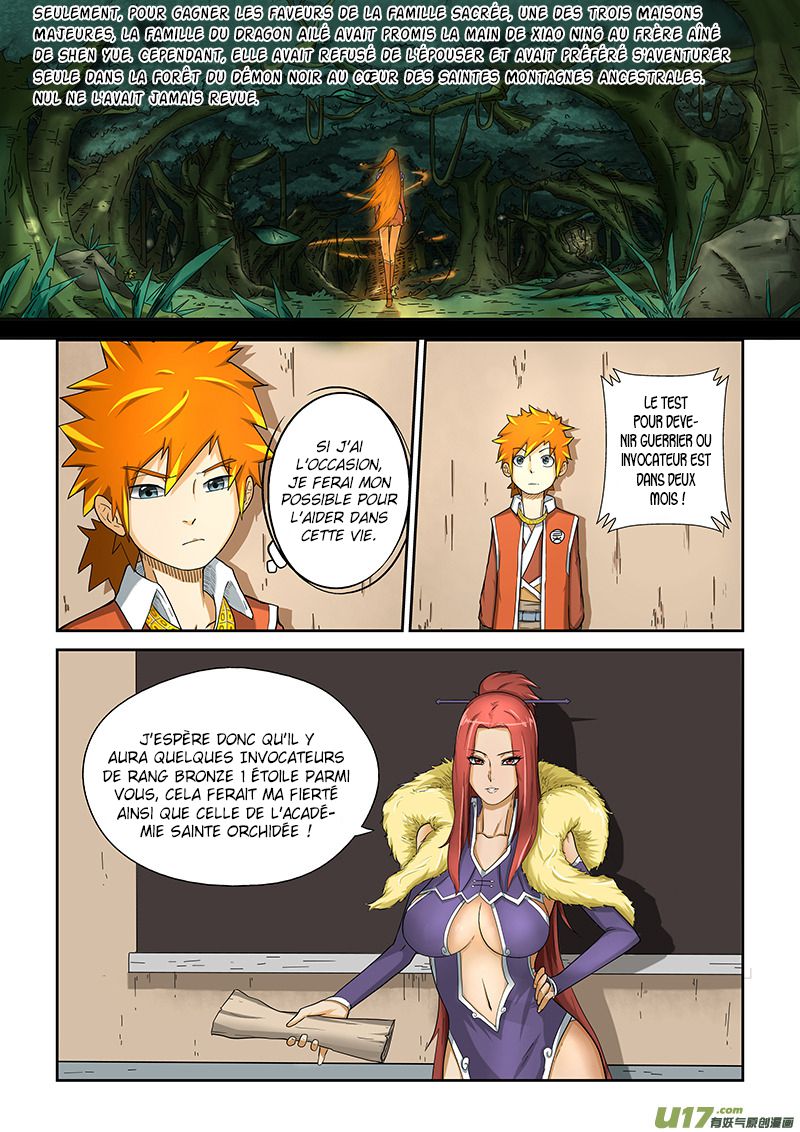 SEULEMENT, POUR GAGNER LES FAVEURS DE LA FAMILLE SACRÉE, UNE DES TROIS MAISONS
MAJEURES, LA FAMILLE DU DRAGON AILÉ AVAIT PROMIS LA MAIN DE XIAO NING AU FRÊRE AÎNÉ
DE SHEN YUE. CEPENDANT, ELLE AVAIT REFUSÉ DE L'ÉPOUSER ET AVAIT PRÉFÉRÉ S'AVENTURER
SEULE DANS LA FORÊT DU DÉMON NOIR AU CŒUR DES SAINTES MONTAGNES ANCESTRALES.
NUL NE L'AVAIT JAMAIS REVUE.
SI J'AI
L'OCCASION,
JE FERAI MON
POSSIBLE POUR
L'AIDER DANS
CETTE VIE.
LE TEST
POUR DEVE-
NIR GUERRIER OU
INVOCATEUR EST
DANS DEUX
MOIS !
J'ESPÈRE DONC QU'IL Y
AURA QUELQUES INVOCATEURS
DE RANG BRONZE 1 ÉTOILE PARMI
VOUS, CELA FERAIT MA FIERTÉ
AINSI QUE CELLE DE L'ACADÉ-
MIE SAINTE ORCHIDÉE !
U17.com
有妖气原创漫画